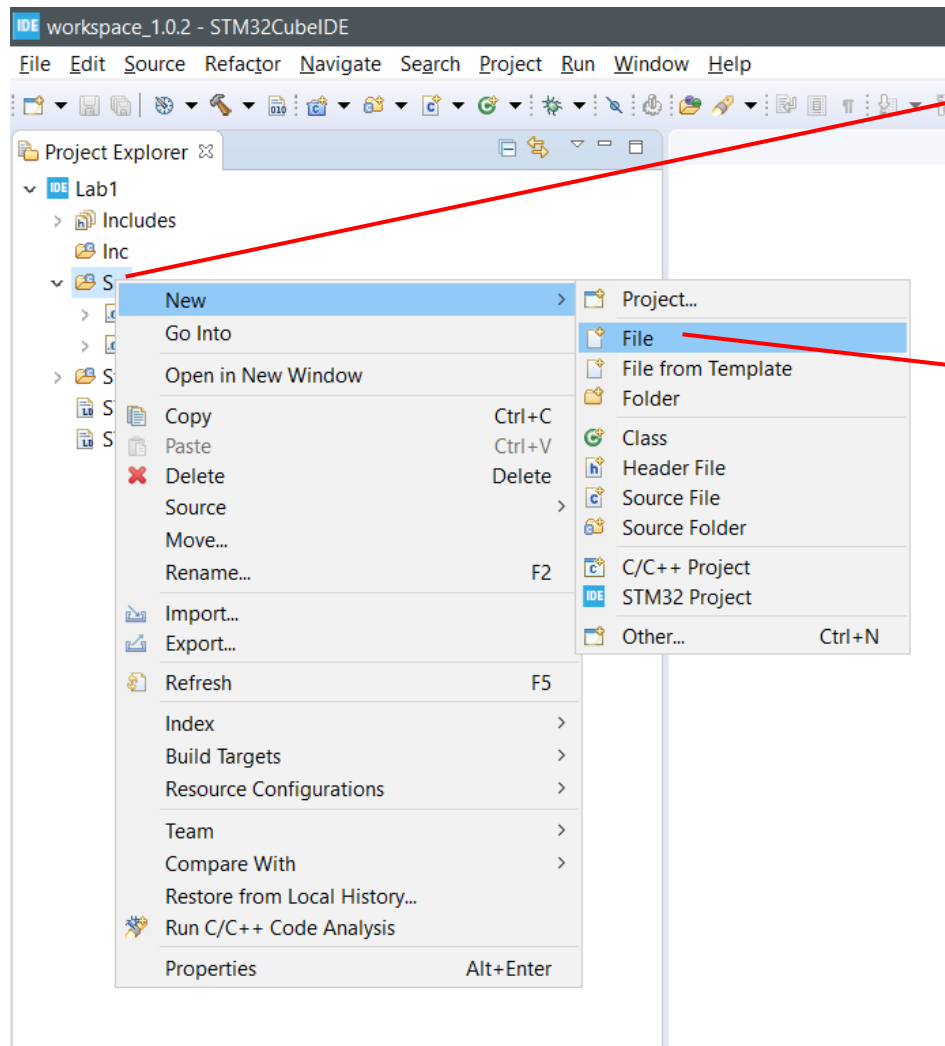 IDE workspace_1.0.2 - STM32CubeIDE
File Edit Source Refactor Navigate Search Project Run Window Help
Project Explorer
IDE Lab1
Includes
Inc
S
New
Go Into
Open in New Window
Copy Ctrl+C
Paste Ctrl+V
Delete Delete
Source
Move...
Rename... F2
Import...
Export...
Refresh F5
Index
Build Targets
Resource Configurations
Team
Compare With
Restore from Local History...
Run C/C++ Code Analysis
Properties Alt+Enter
Project...
File
File from Template
Folder
Class
Header File
Source File
Source Folder
C/C++ Project
IDE STM32 Project
Other... Ctrl+N